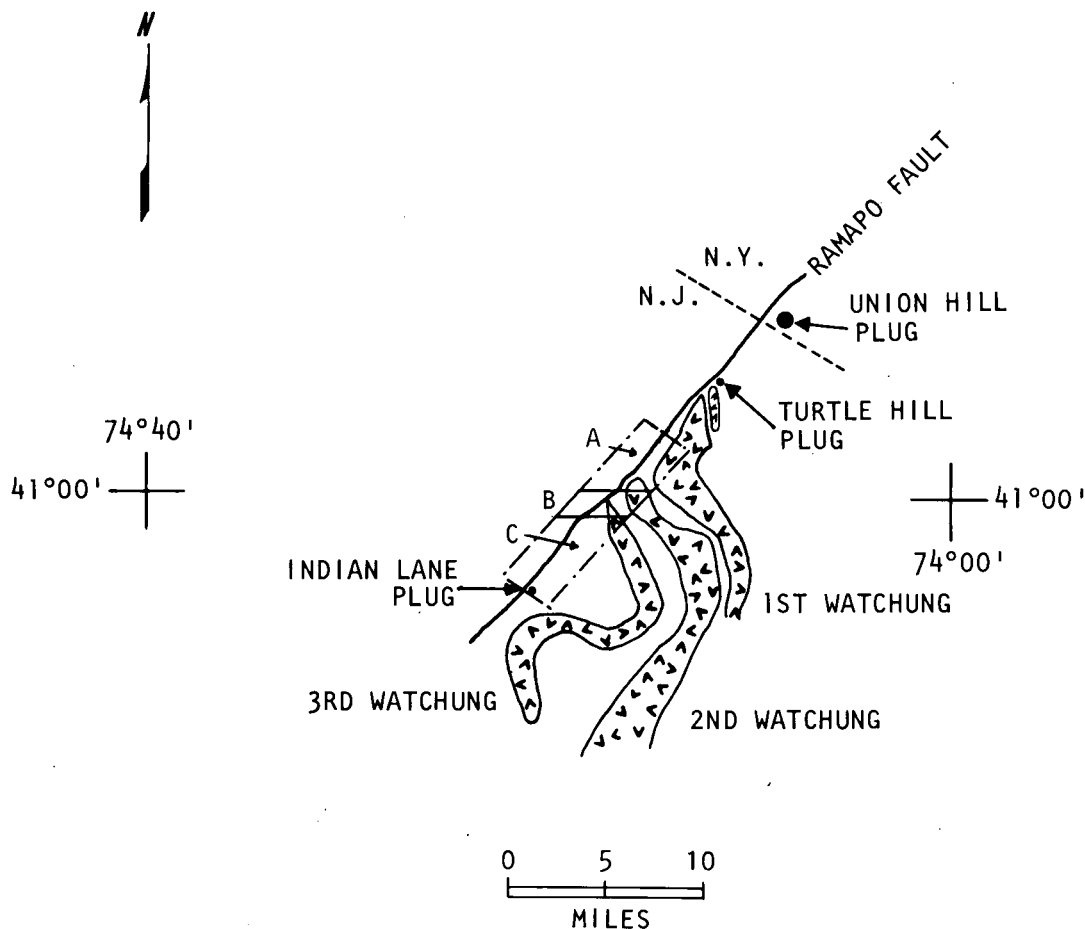 N
RAMAPO FAULT
N.Y.
N.J.
UNION HILL
PLUG
TURTLE HILL
PLUG
74°40'
41°00'
A
B
C
41°00'
74°00'
INDIAN LANE
PLUG
1ST WATCHUNG
3RD WATCHUNG
2ND WATCHUNG
0 5 10
MILES